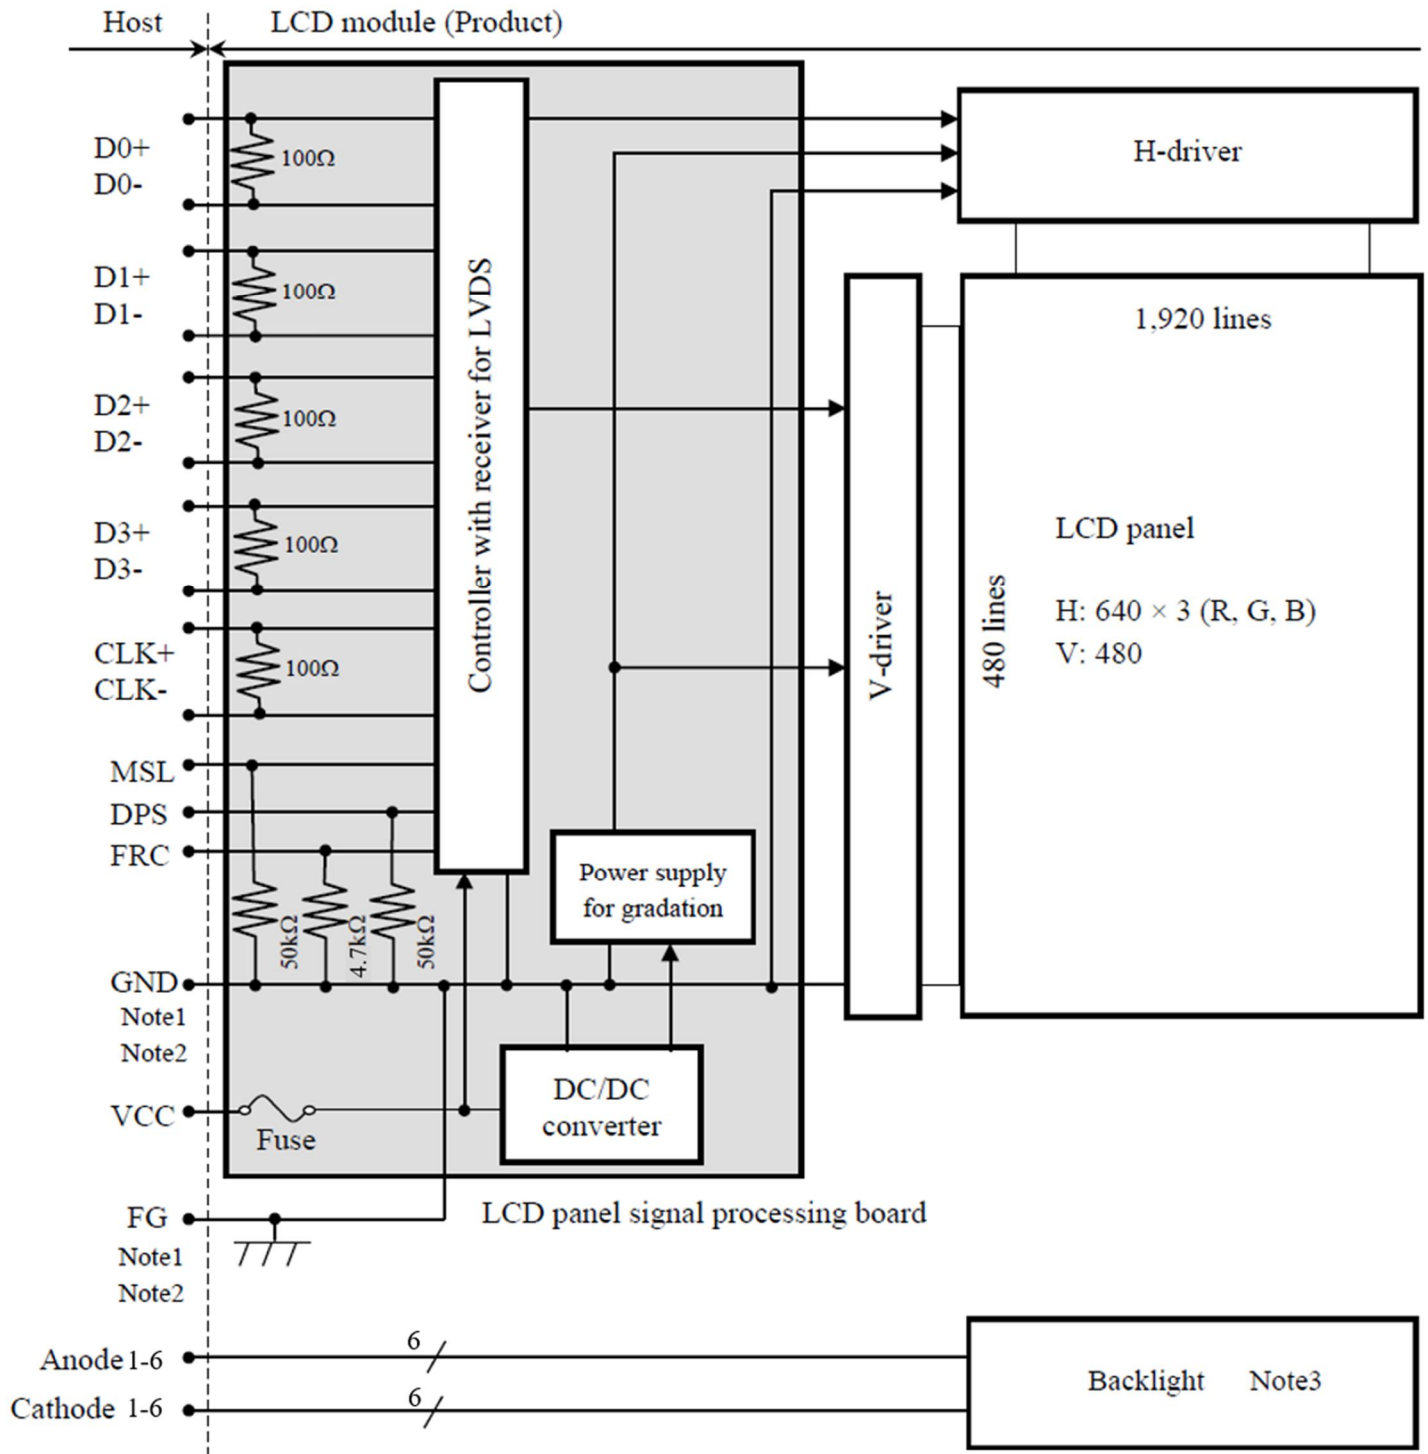 Host
LCD module (Product)
D0+
D0-
100Ω
H-driver
D1+
D1-
100Ω
Controller with receiver for LVDS
1,920 lines
D2+
D2-
100Ω
D3+
D3-
100Ω
LCD panel
H: 640 × 3 (R, G, B)
V: 480
480 lines
V-driver
CLK+
CLK-
100Ω
MSL
DPS
FRC
Power supply
for gradation
50kΩ
4.7kΩ
50kΩ
GND
Note1
Note2
DC/DC
converter
VCC
Fuse
FG
LCD panel signal processing board
Note1
Note2
6
Anode 1-6
6
Cathode 1-6
Backlight Note3